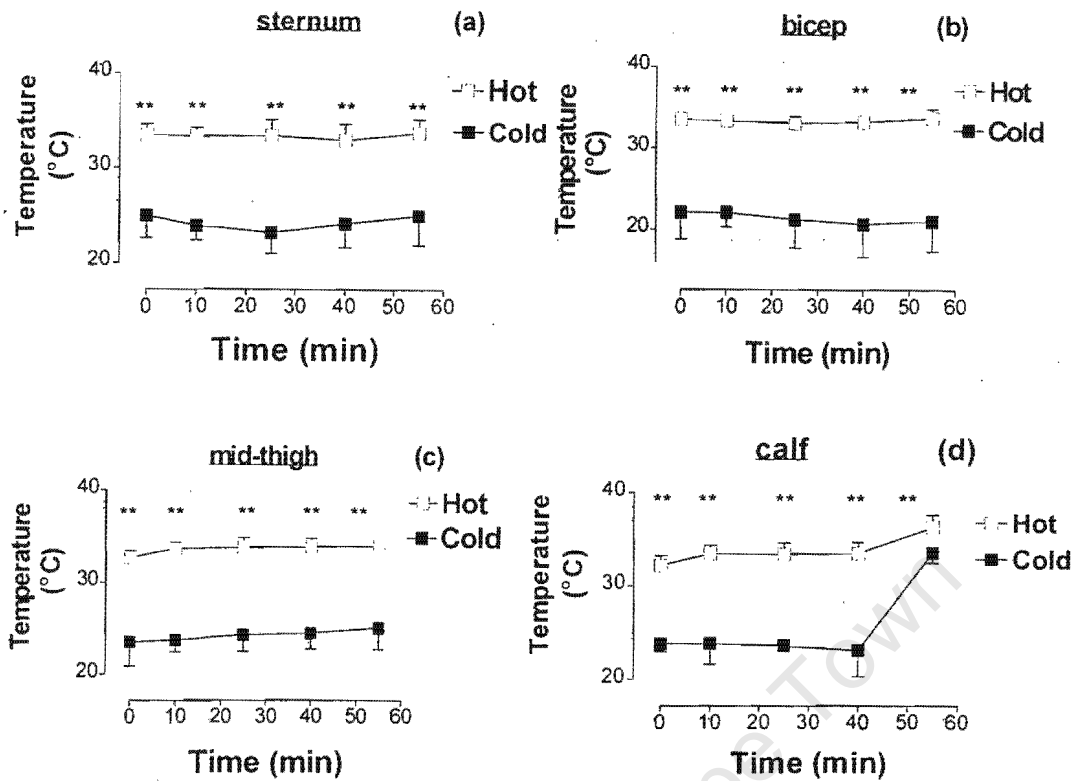 sternum (a)
40
30
20
Temperature
(°C)
** ** ** ** **
Hot
Cold
0 10 20 30 40 50 60
Time (min)
bicep (b)
40
30
20
Temperature
(°C)
** ** ** ** **
Hot
Cold
0 10 20 30 40 50 60
Time (min)
mid-thigh (c)
40
30
20
Temperature
(°C)
** ** ** ** **
Hot
Cold
0 10 20 30 40 50 60
Time (min)
calf (d)
40
30
20
Temperature
(°C)
** ** ** ** **
Hot
Cold
0 10 20 30 40 50 60
Time (min)
Town